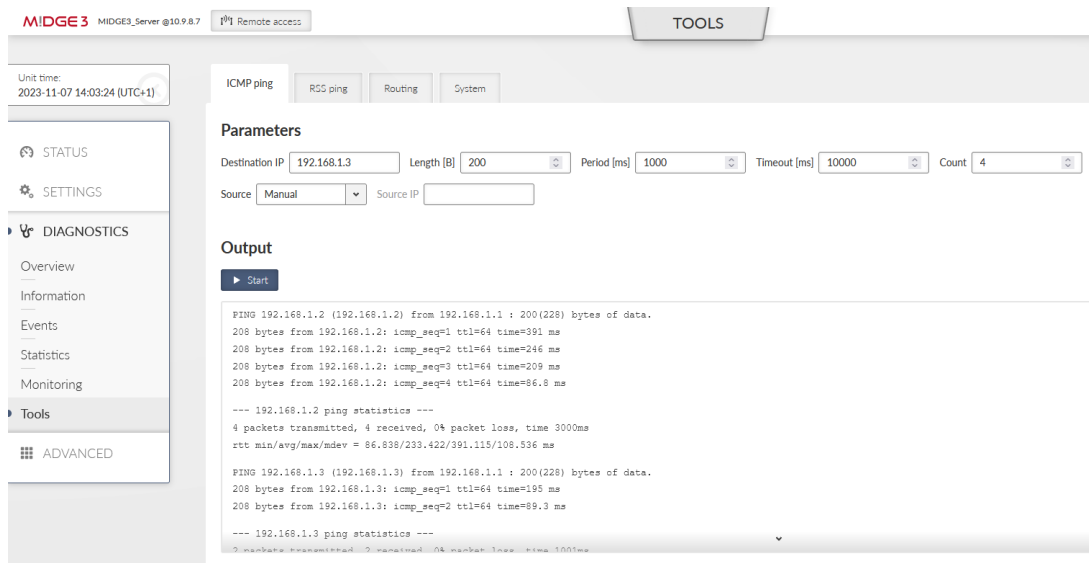 M!DGE3 MIDGE3_Server @10.9.8.7 Remote access
TOOLS
Unit time:
2023-11-07 14:03:24 (UTC+1)
STATUS
SETTINGS
DIAGNOSTICS
Overview
Information
Events
Statistics
Monitoring
Tools
ADVANCED
ICMP ping RSS ping Routing System
Parameters
Destination IP 192.168.1.3 Length [B] 200 Period [ms] 1000 Timeout [ms] 10000 Count 4
Source Manual Source IP
Output
Start
PING 192.168.1.2 (192.168.1.2) from 192.168.1.1 : 200(228) bytes of data.
208 bytes from 192.168.1.2: icmp_seq=1 ttl=64 time=391 ms
208 bytes from 192.168.1.2: icmp_seq=2 ttl=64 time=246 ms
208 bytes from 192.168.1.2: icmp_seq=3 ttl=64 time=209 ms
208 bytes from 192.168.1.2: icmp_seq=4 ttl=64 time=86.8 ms
--- 192.168.1.2 ping statistics ---
4 packets transmitted, 4 received, 0% packet loss, time 3000ms
rtt min/avg/max/mdev = 86.838/233.422/391.115/108.536 ms
PING 192.168.1.3 (192.168.1.3) from 192.168.1.1 : 200(228) bytes of data.
208 bytes from 192.168.1.3: icmp_seq=1 ttl=64 time=195 ms
208 bytes from 192.168.1.3: icmp_seq=2 ttl=64 time=89.3 ms
--- 192.168.1.3 ping statistics ---
2 packets transmitted, 2 received, 0% packet loss, time 1001ms